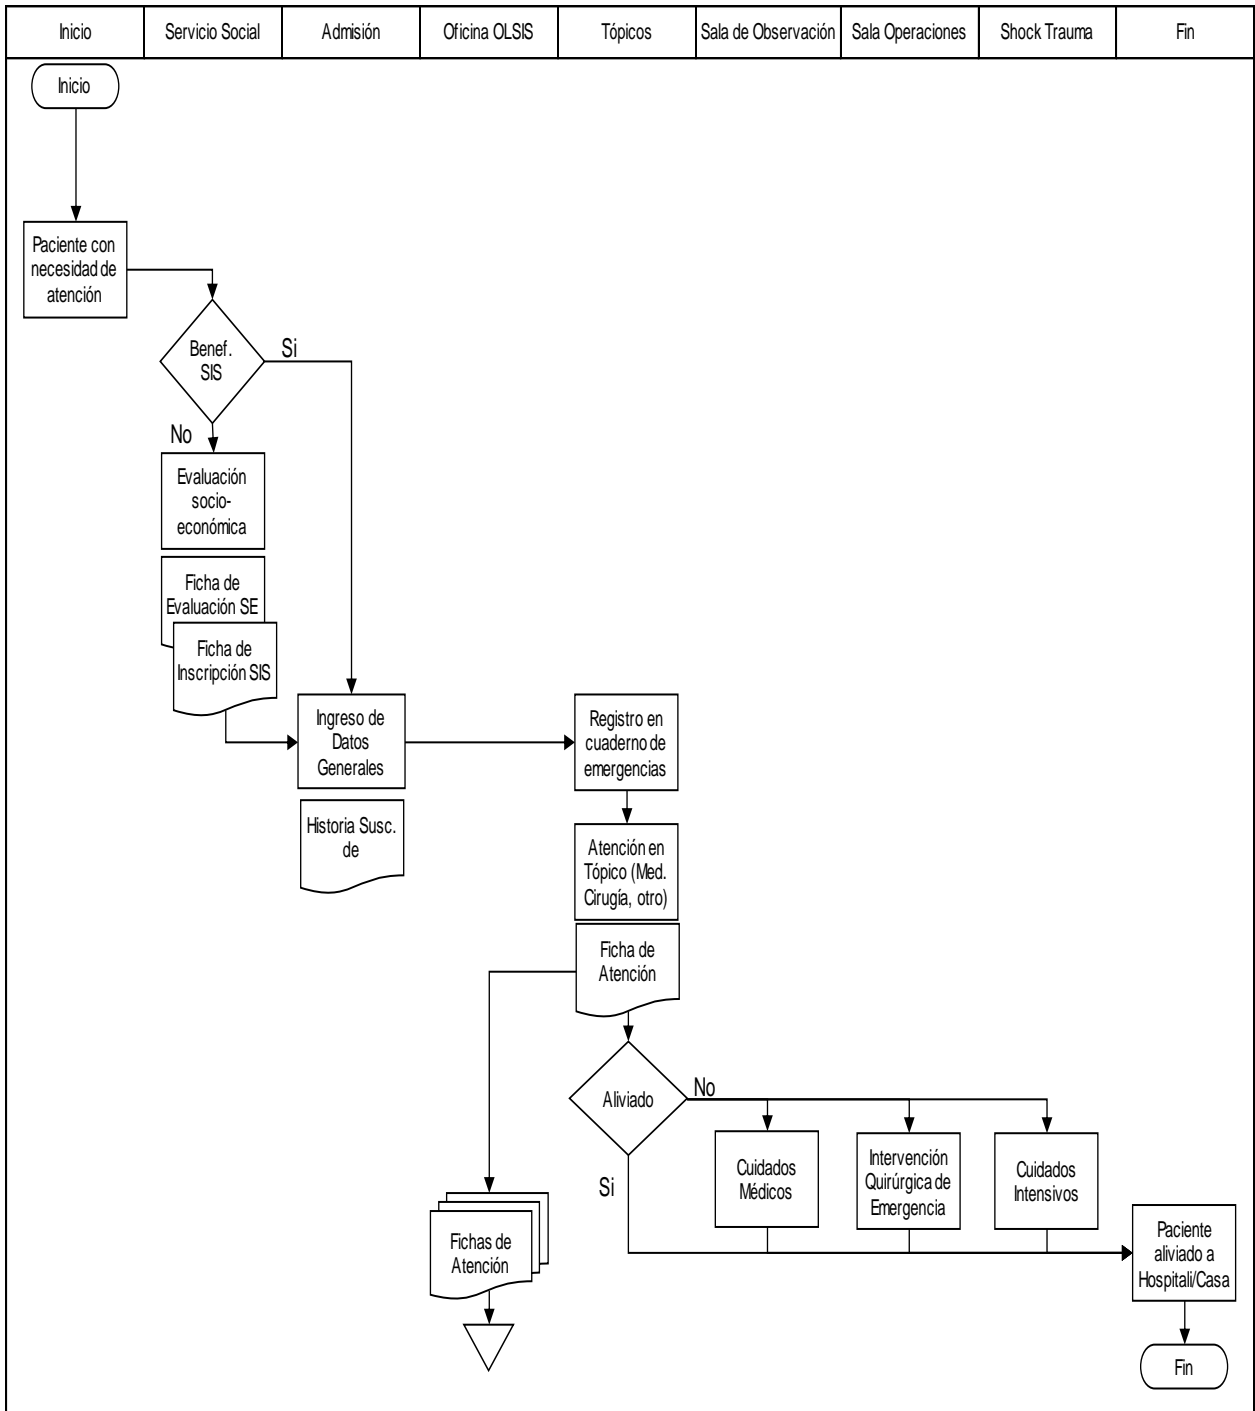 Inicio
Servicio Social
Admisión
Oficina OLSIS
Tópicos
Sala de Observación
Sala Operaciones
Shock Trauma
Fin
Inicio
Paciente con
necesidad de
atención
Benef.
SIS
Si
No
Evaluación
socio-
económica
Ficha de
Evaluación SE
Ficha de
Inscripción SIS
Ingreso de
Datos
Generales
Historia Susc.
de
Registro en
cuaderno de
emergencias
Atención en
Tópico (Med.
Cirugía, otro)
Ficha de
Atención
Aliviado
No
Si
Cuidados
Médicos
Intervención
Quirúrgica de
Emergencia
Cuidados
Intensivos
Fichas de
Atención
Paciente
aliviado a
Hospitali/Casa
Fin